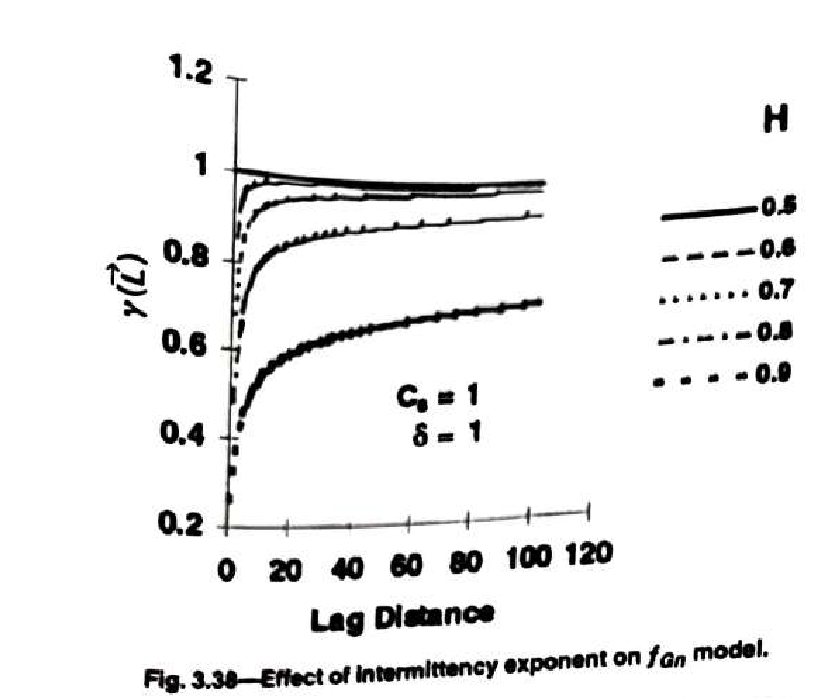 1.2
1
0.8
0.6
0.4
0.2
γ(L⃗)
0 20 40 60 80 100 120
Lag Distance
C₀ = 1
δ = 1
H
0.5
0.6
0.7
0.8
0.9
Fig. 3.38—Effect of intermittency exponent on fGn model.